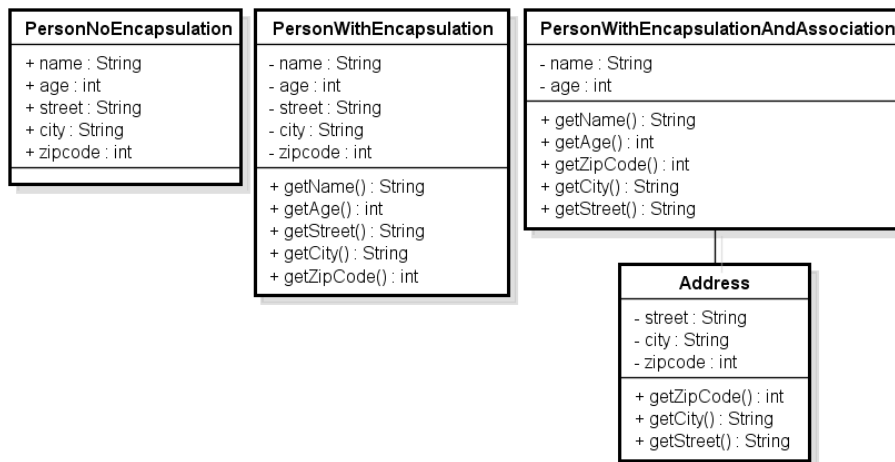 PersonNoEncapsulation
+ name : String
+ age : int
+ street : String
+ city : String
+ zipcode : int
PersonWithEncapsulation
- name : String
- age : int
- street : String
- city : String
- zipcode : int
+ getName() : String
+ getAge() : int
+ getStreet() : String
+ getCity() : String
+ getZipCode() : int
PersonWithEncapsulationAndAssociation
- name : String
- age : int
+ getName() : String
+ getAge() : int
+ getZipCode() : int
+ getCity() : String
+ getStreet() : String
Address
- street : String
- city : String
- zipcode : int
+ getZipCode() : int
+ getCity() : String
+ getStreet() : String